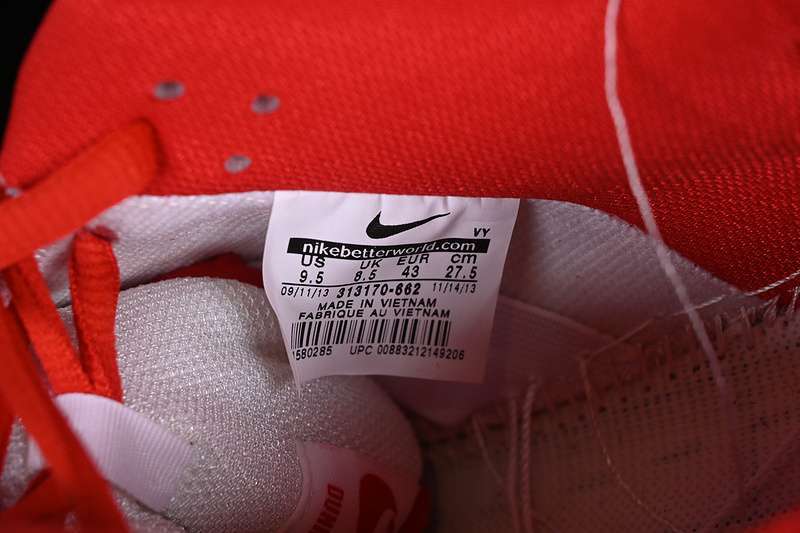 VY
nikebetterworld.com
US UK EUR cm
9.5 8.5 43 27.5
09/11/13 313170-662 11/14/13
MADE IN VIETNAM
FABRIQUE AU VIETNAM
1580285 UPC 00883212149206
DUNK